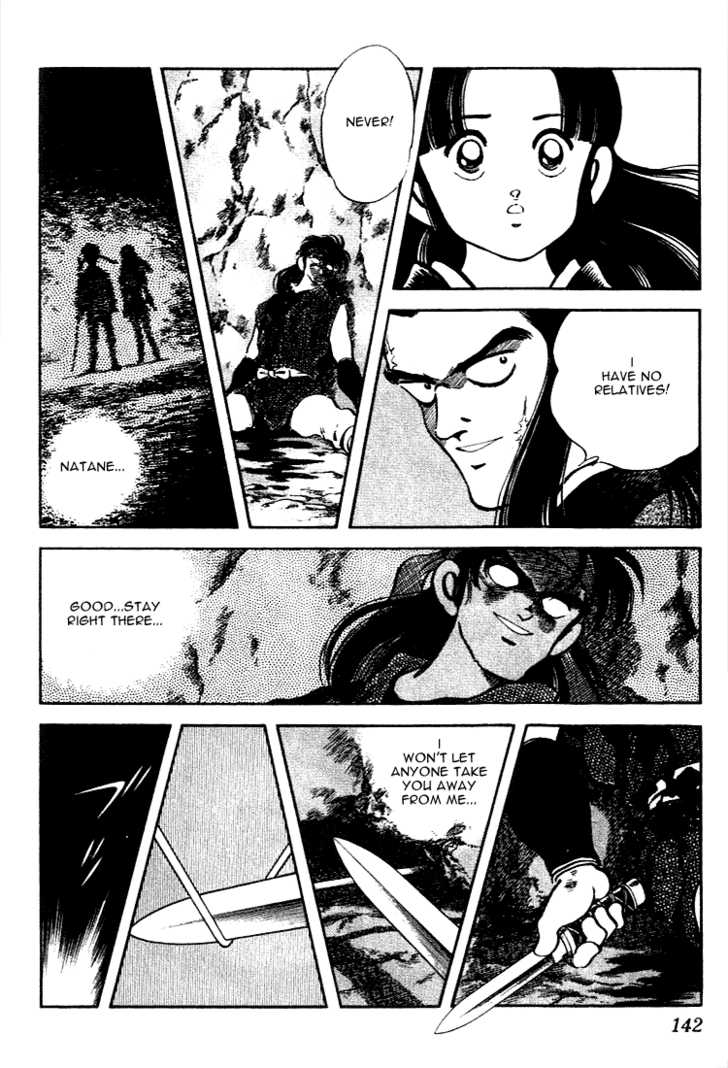 NEVER!
I
HAVE NO
RELATIVES!
NATANE...
GOOD...STAY
RIGHT THERE...
I
WON'T LET
ANYONE TAKE
YOU AWAY
FROM ME...
142